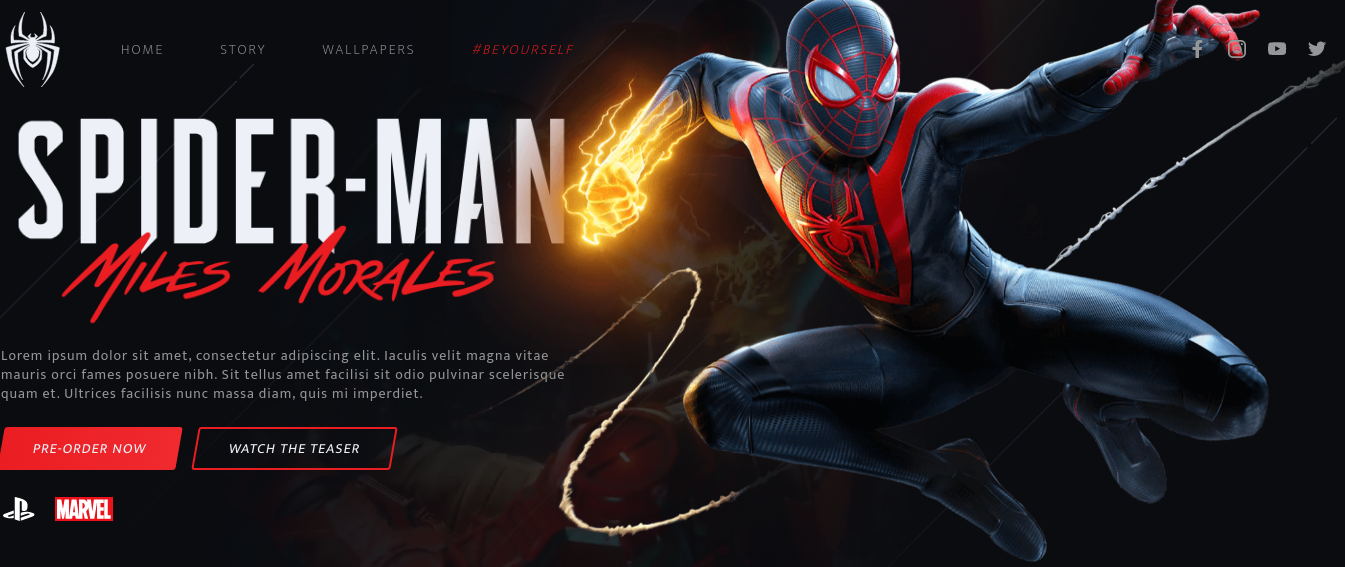 HOME STORY WALLPAPERS #BEYOURSELF
SPIDER-MAN
MILES MORALES
Lorem ipsum dolor sit amet, consectetur adipiscing elit. Iaculis velit magna vitae
mauris orci fames posuere nibh. Sit tellus amet facilisi sit odio pulvinar scelerisque
quam et. Ultrices facilisis nunc massa diam, quis mi imperdiet.
PRE-ORDER NOW WATCH THE TEASER
MARVEL